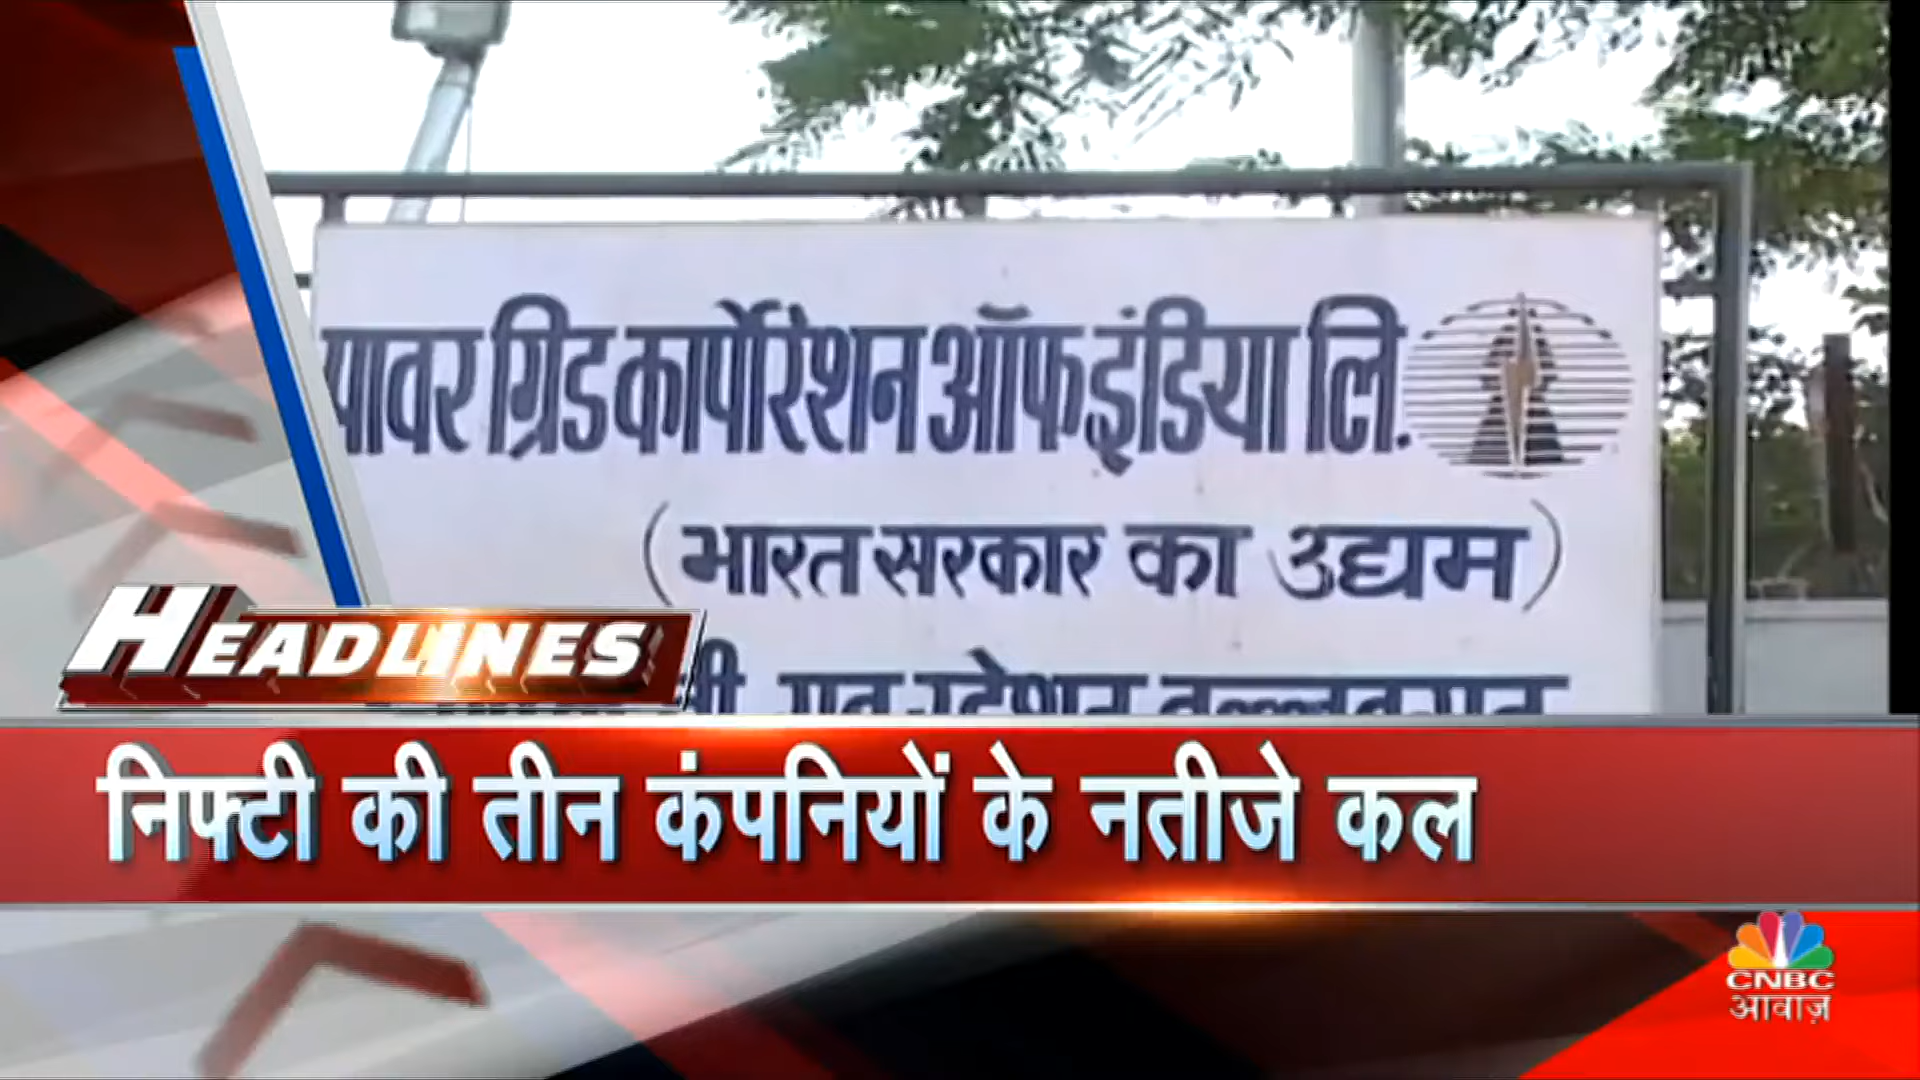 पावर ग्रिड कार्पोरेशन ऑफ इंडिया लि.
(भारत सरकार का उद्यम)
HEADLINES
निफ्टी की तीन कंपनियों के नतीजे कल
CNBC
आवाज़